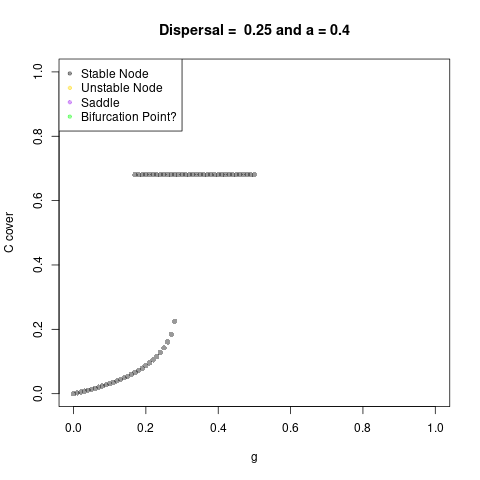 Dispersal =  0.25 and a = 0.4
Stable Node
Unstable Node
Saddle
Bifurcation Point?
C cover
1.0
0.8
0.6
0.4
0.2
0.0
0.0 0.2 0.4 0.6 0.8 1.0
g